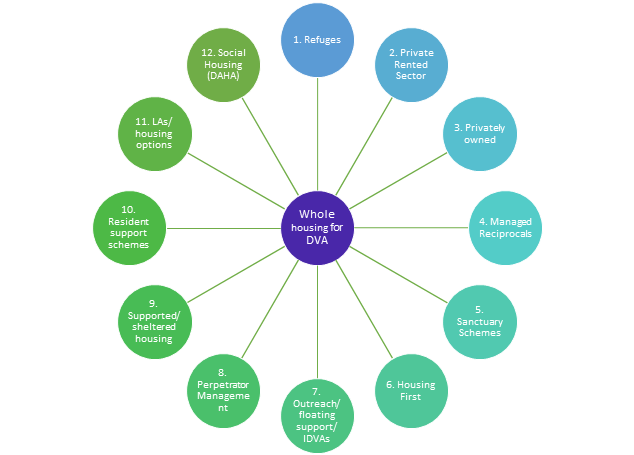 1. Refuges
2. Private
Rented
Sector
3. Privately
owned
4. Managed
Reciprocals
5.
Sanctuary
Schemes
6. Housing
First
7.
Outreach/
floating
support/
IDVAs
8.
Perpetrator
Manageme
nt
9.
Supported/
sheltered
housing
10.
Resident
support
schemes
11. LAs/
housing
options
12. Social
Housing
(DAHA)
Whole
housing for
DVA